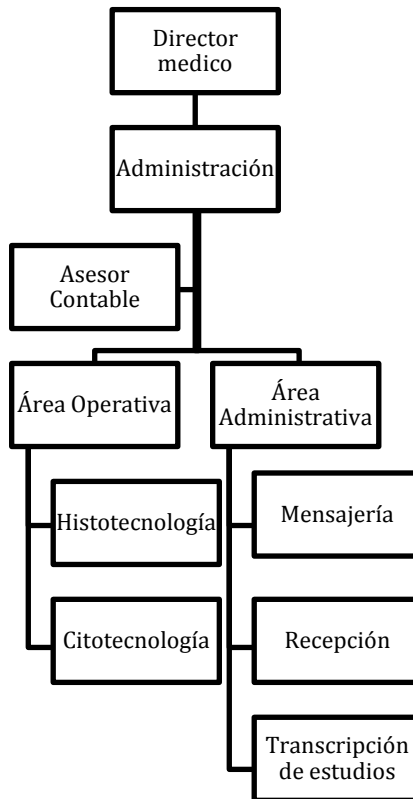 Director
medico
Administración
Asesor
Contable
Área Operativa
Área
Administrativa
Histotecnología
Mensajería
Citotecnología
Recepción
Transcripción
de estudios